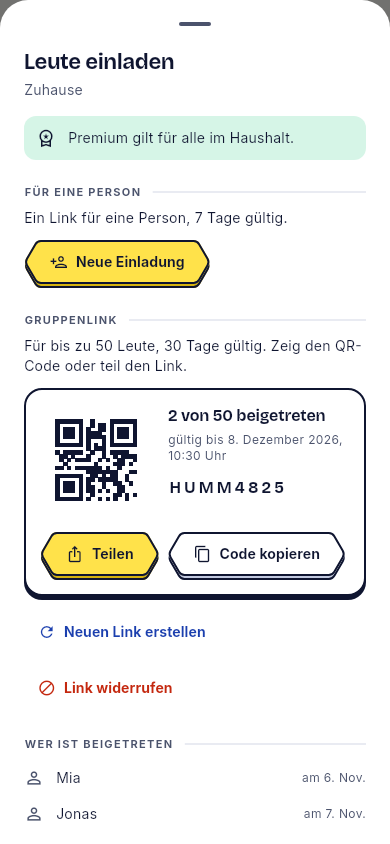 Leute einladen
Zuhause
Premium gilt für alle im Haushalt.
FÜR EINE PERSON
Ein Link für eine Person, 7 Tage gültig.
Neue Einladung
GRUPPENLINK
Für bis zu 50 Leute, 30 Tage gültig. Zeig den QR-
Code oder teil den Link.
2 von 50 beigetreten
gültig bis 8. Dezember 2026,
10:30 Uhr
HUMM4825
Teilen
Code kopieren
Neuen Link erstellen
Link widerrufen
WER IST BEIGETRETEN
Mia am 6. Nov.
Jonas am 7. Nov.